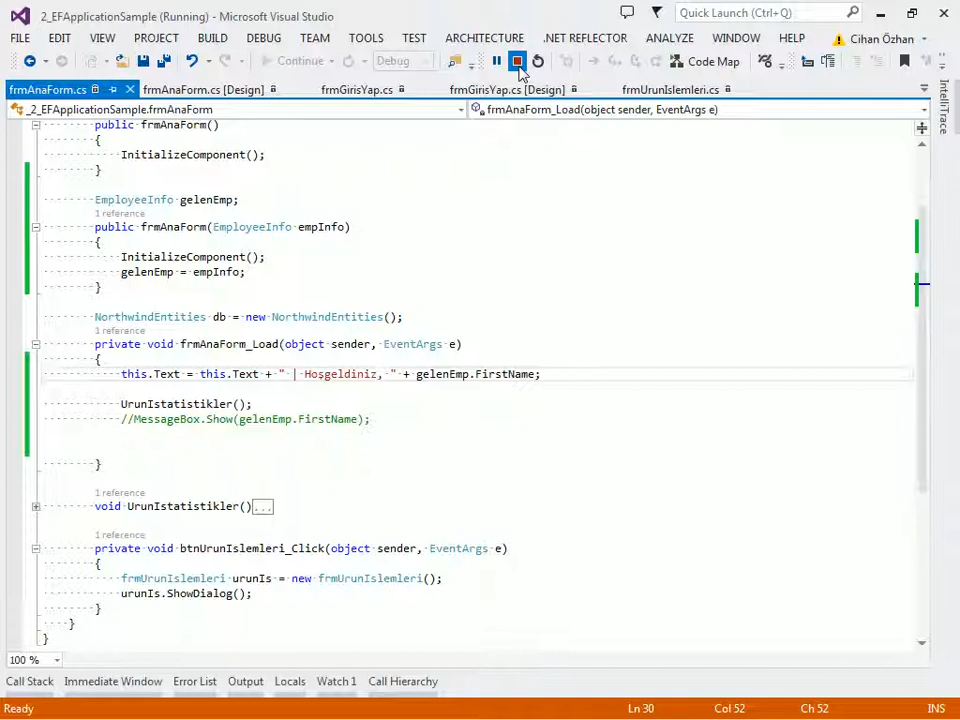 2_EFApplicationSample (Running) - Microsoft Visual Studio
Quick Launch (Ctrl+Q)
FILE EDIT VIEW PROJECT BUILD DEBUG TEAM TOOLS TEST ARCHITECTURE .NET REFLECTOR ANALYZE WINDOW HELP Cihan Özhan
Continue Debug Code Map
frmAnaForm.cs frmAnaForm.cs [Design] frmGirisYap.cs frmGirisYap.cs [Design] frmUrunIslemleri.cs
_2_EFApplicationSample.frmAnaForm frmAnaForm_Load(object sender, EventArgs e)
IntelliTrace
public frmAnaForm()
{
InitializeComponent();
}
EmployeeInfo gelenEmp;
1 reference
public frmAnaForm(EmployeeInfo empInfo)
{
InitializeComponent();
gelenEmp = empInfo;
}
NorthwindEntities db = new NorthwindEntities();
1 reference
private void frmAnaForm_Load(object sender, EventArgs e)
{
this.Text = this.Text + " | Hoşgeldiniz, " + gelenEmp.FirstName;
UrunIstatistikler();
//MessageBox.Show(gelenEmp.FirstName);
}
1 reference
void UrunIstatistikler()...
1 reference
private void btnUrunIslemleri_Click(object sender, EventArgs e)
{
frmUrunIslemleri urunIs = new frmUrunIslemleri();
urunIs.ShowDialog();
}
}
}
100 %
Call Stack Immediate Window Error List Output Locals Watch 1 Call Hierarchy
Ready Ln 30 Col 52 Ch 52 INS